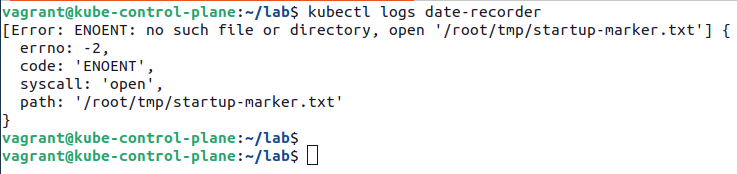 vagrant@kube-control-plane:~/lab$ kubectl logs date-recorder
[Error: ENOENT: no such file or directory, open '/root/tmp/startup-marker.txt'] {
  errno: -2,
  code: 'ENOENT',
  syscall: 'open',
  path: '/root/tmp/startup-marker.txt'
}
vagrant@kube-control-plane:~/lab$
vagrant@kube-control-plane:~/lab$